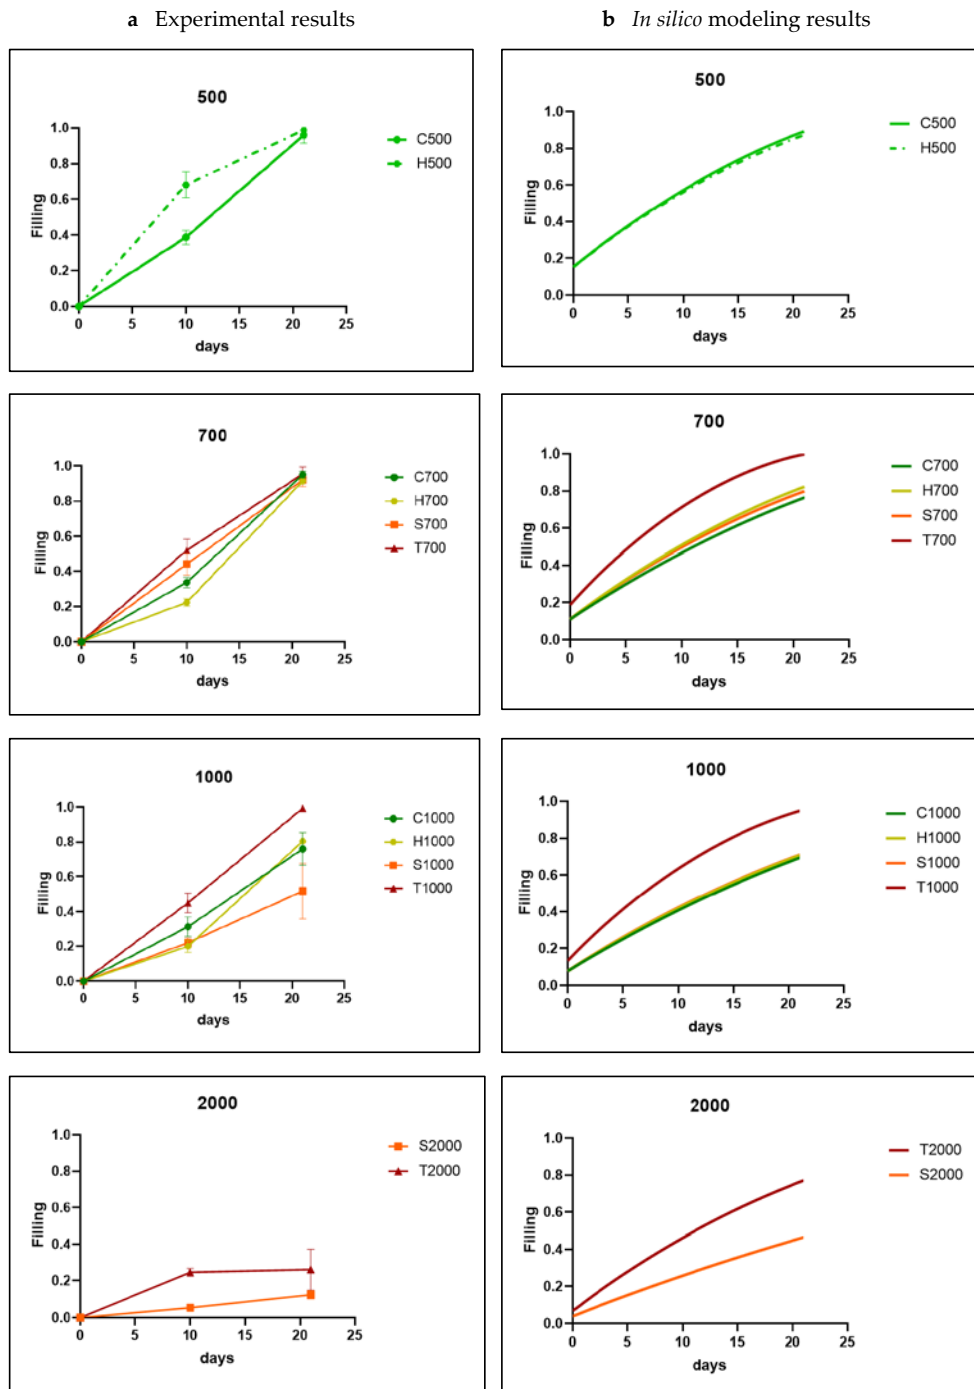 a Experimental results
b In silico modeling results
500
1.0
0.8
0.6
0.4
0.2
0.0
Filling
0 5 10 15 20 25
days
C500
H500
500
1.0
0.8
0.6
0.4
0.2
0.0
Filling
0 5 10 15 20 25
days
C500
H500
700
1.0
0.8
0.6
0.4
0.2
0.0
Filling
0 5 10 15 20 25
days
C700
H700
S700
T700
700
1.0
0.8
0.6
0.4
0.2
0.0
Filling
0 5 10 15 20 25
days
C700
H700
S700
T700
1000
1.0
0.8
0.6
0.4
0.2
0.0
Filling
0 5 10 15 20 25
days
C1000
H1000
S1000
T1000
1000
1.0
0.8
0.6
0.4
0.2
0.0
Filling
0 5 10 15 20 25
days
C1000
H1000
S1000
T1000
2000
1.0
0.8
0.6
0.4
0.2
0.0
Filling
0 5 10 15 20 25
days
S2000
T2000
2000
1.0
0.8
0.6
0.4
0.2
0.0
Filling
0 5 10 15 20 25
days
T2000
S2000